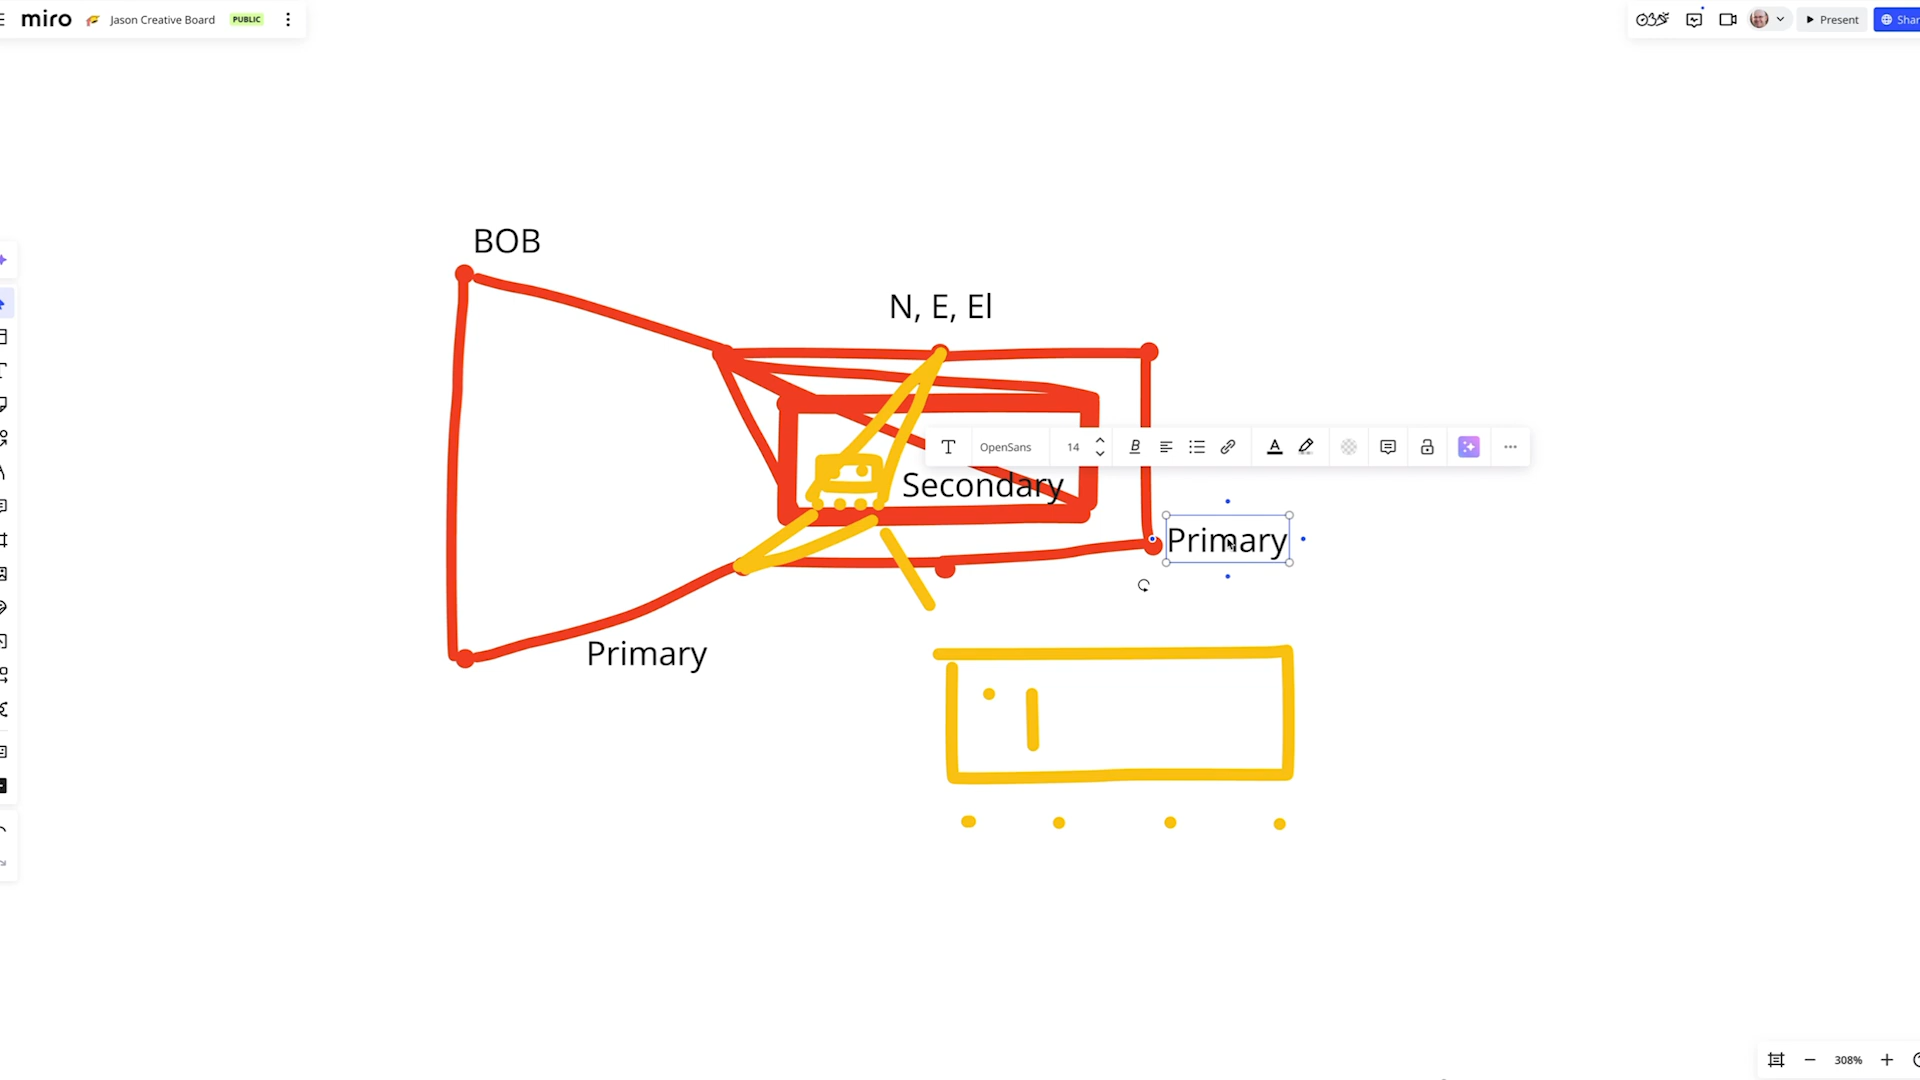 miro
Jason Creative Board
PUBLIC
Present
BOB
N, E, El
OpenSans
14
B
A
Secondary
Primary
Primary
308%